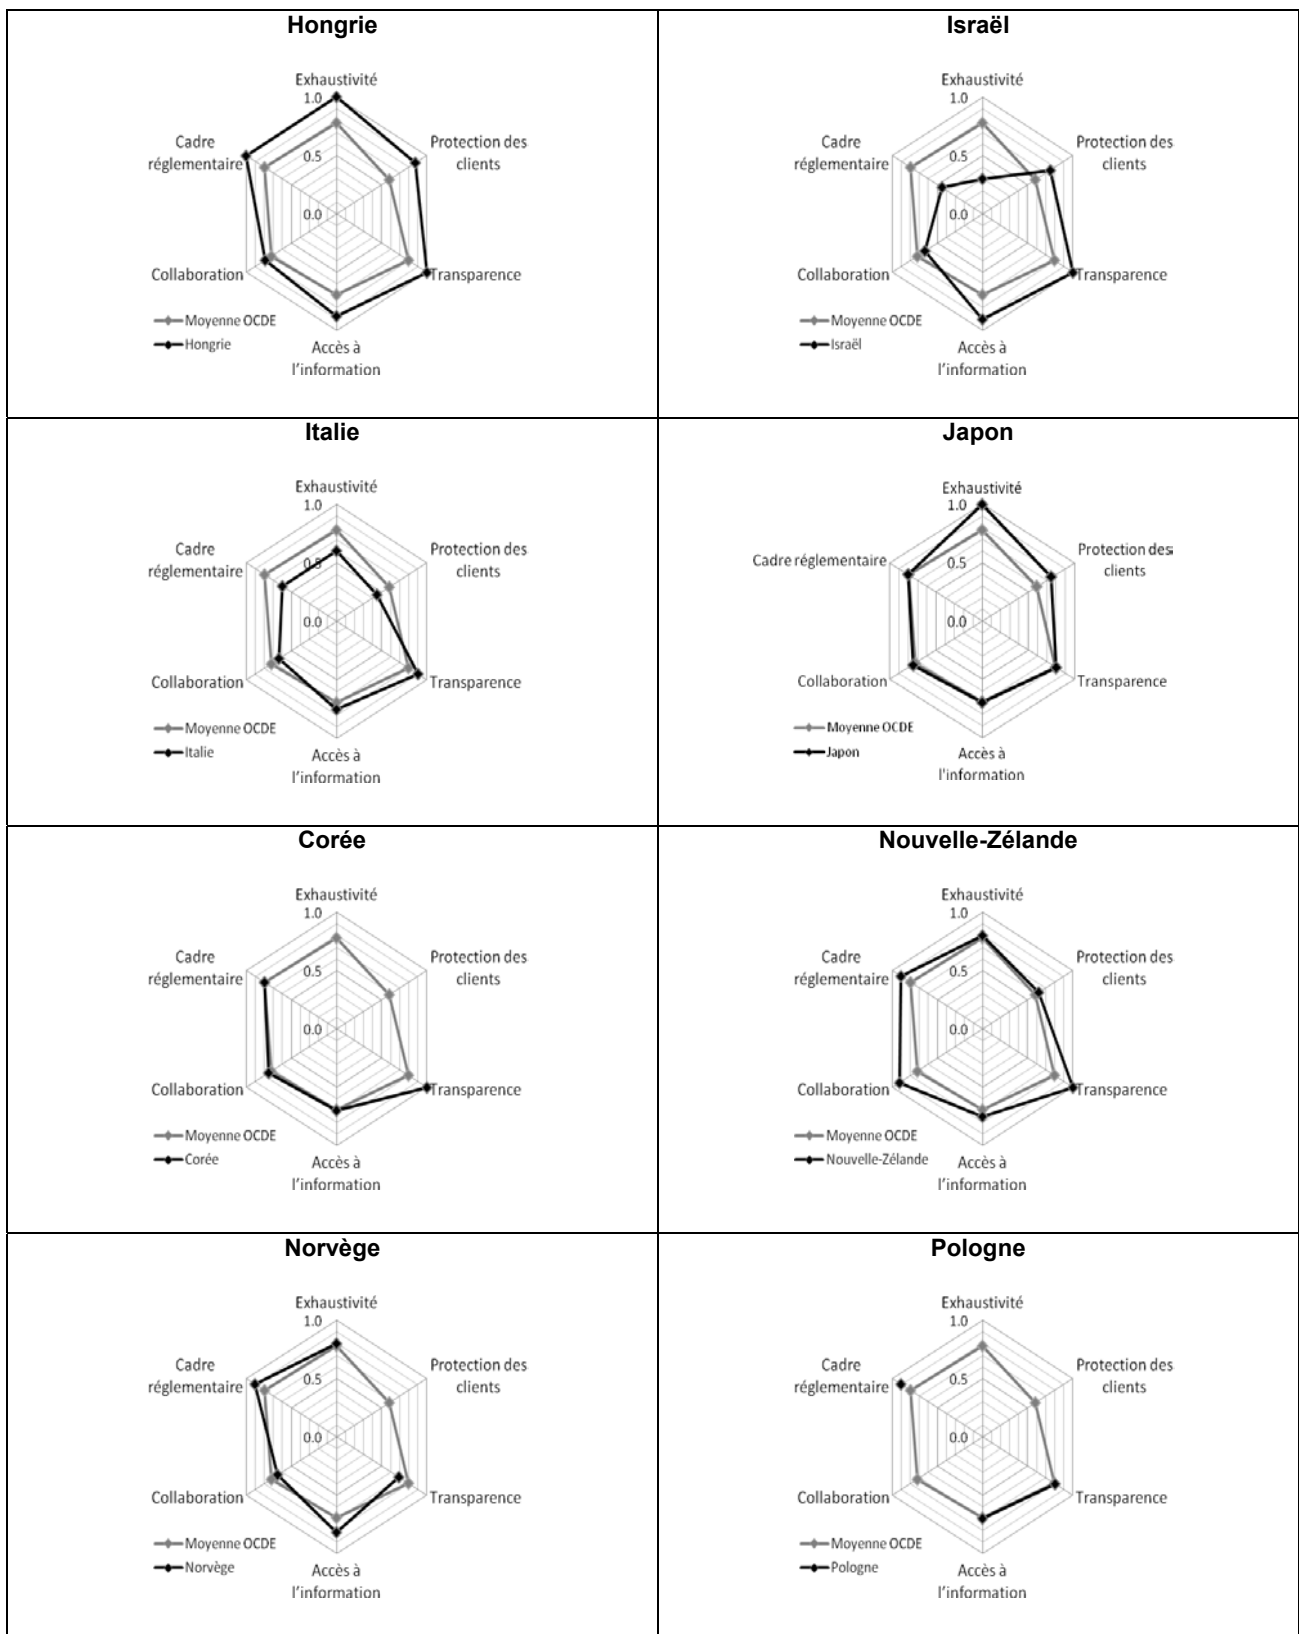 Hongrie
Exhaustivité
1.0
Cadre
réglementaire
Protection des
clients
0.5
0.0
Collaboration
Transparence
Moyenne OCDE
Hongrie
Accès à
l'information
Israël
Exhaustivité
1.0
Cadre
réglementaire
Protection des
clients
0.5
0.0
Collaboration
Transparence
Moyenne OCDE
Israël
Accès à
l'information
Italie
Exhaustivité
1.0
Cadre
réglementaire
Protection des
clients
0.5
0.0
Collaboration
Transparence
Moyenne OCDE
Italie
Accès à
l'information
Japon
Exhaustivité
1.0
Cadre réglementaire
Protection des
clients
0.5
0.0
Collaboration
Transparence
Moyenne OCDE
Japon
Accès à
l'information
Corée
Exhaustivité
1.0
Cadre
réglementaire
Protection des
clients
0.5
0.0
Collaboration
Transparence
Moyenne OCDE
Corée
Accès à
l'information
Nouvelle-Zélande
Exhaustivité
1.0
Cadre
réglementaire
Protection des
clients
0.5
0.0
Collaboration
Transparence
Moyenne OCDE
Nouvelle-Zélande
Accès à
l'information
Norvège
Exhaustivité
1.0
Cadre
réglementaire
Protection des
clients
0.5
0.0
Collaboration
Transparence
Moyenne OCDE
Norvège
Accès à
l'information
Pologne
Exhaustivité
1.0
Cadre
réglementaire
Protection des
clients
0.5
0.0
Collaboration
Transparence
Moyenne OCDE
Pologne
Accès à
l'information